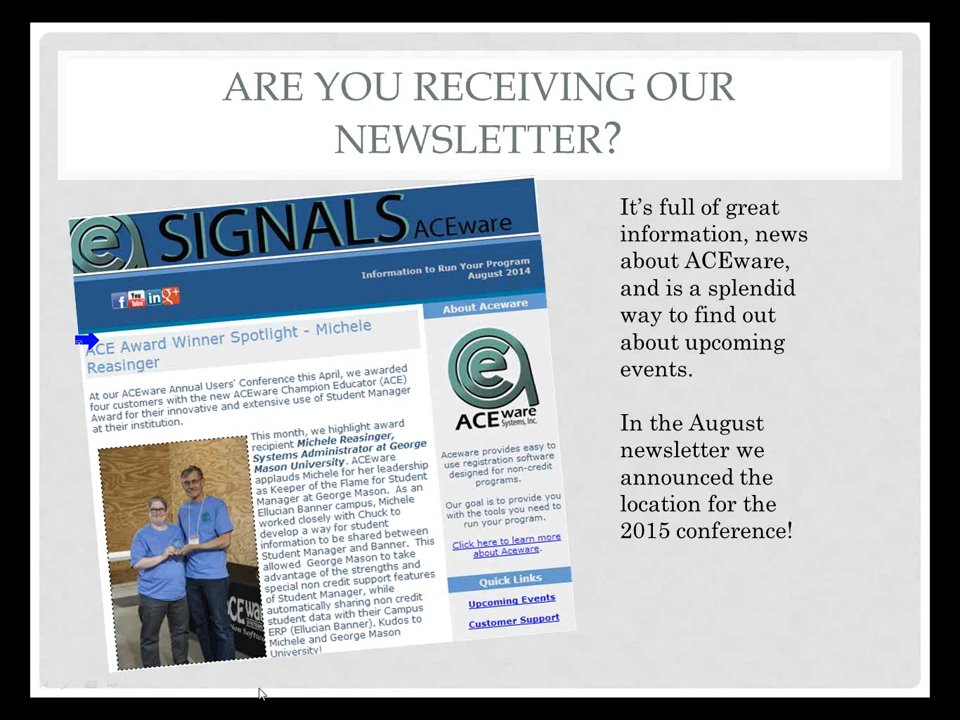 ARE YOU RECEIVING OUR
NEWSLETTER?
SIGNALS ACEware
Information to Run Your Program
August 2014
f You Tube in g+
ACE Award Winner Spotlight - Michele
Reasinger
At our ACEware Annual Users' Conference this April, we awarded
four customers with the new ACEware Champion Educator (ACE)
Award for their innovative and extensive use of Student Manager
at their institution.
This month, we highlight award
recipient Michele Reasinger,
Systems Administrator at George
Mason University. ACEware
applauds Michele for her leadership
as Keeper of the Flame for Student
Manager at George Mason. As an
Ellucian Banner campus, Michele
worked closely with Chuck to
develop a way for student
information to be shared between
Student Manager and Banner. This
allowed George Mason to take
advantage of the strengths and
special non credit support features
of Student Manager, while
automatically sharing non credit
student data with their Campus
ERP (Ellucian Banner). Kudos to
Michele and George Mason
University!
About Aceware
ACEware
Systems, Inc.
Aceware provides easy to
use registration software
designed for non-credit
programs.
Our goal is to provide you
with the tools you need to
run your program.
Click here to learn more
about Aceware.
Quick Links
Upcoming Events
Customer Support
It's full of great
information, news
about ACEware,
and is a splendid
way to find out
about upcoming
events.
In the August
newsletter we
announced the
location for the
2015 conference!